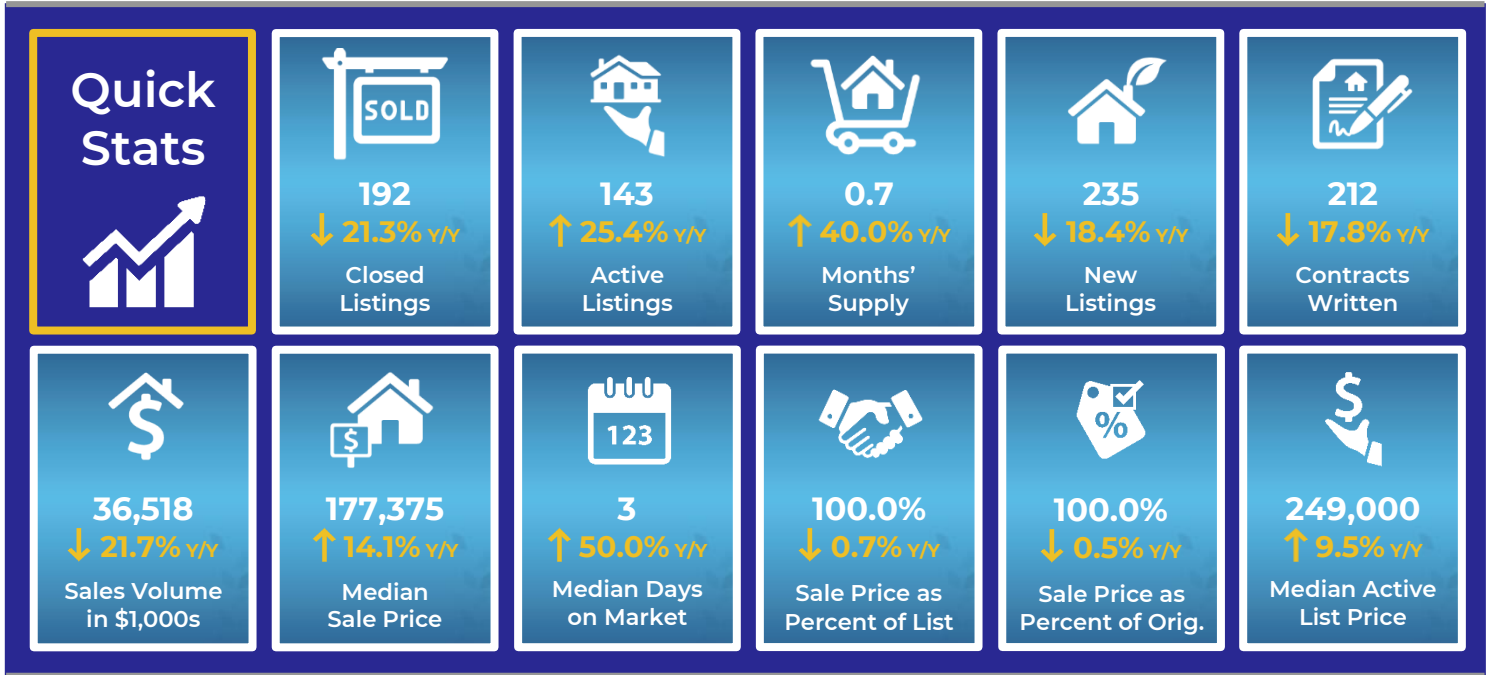 Quick
Stats
SOLD
192
↓ 21.3% Y/Y
Closed
Listings
143
↑ 25.4% Y/Y
Active
Listings
0.7
↑ 40.0% Y/Y
Months’
Supply
235
↓ 18.4% Y/Y
New
Listings
212
↓ 17.8% Y/Y
Contracts
Written
$
36,518
↓ 21.7% Y/Y
Sales Volume
in $1,000s
$
177,375
↑ 14.1% Y/Y
Median
Sale Price
123
3
↑ 50.0% Y/Y
Median Days
on Market
100.0%
↓ 0.7% Y/Y
Sale Price as
Percent of List
%
100.0%
↓ 0.5% Y/Y
Sale Price as
Percent of Orig.
$
249,000
↑ 9.5% Y/Y
Median Active
List Price